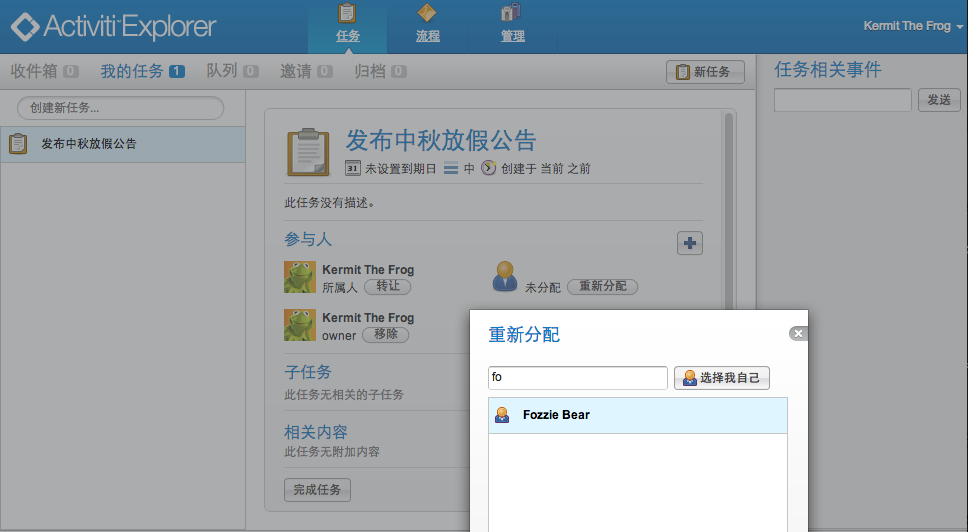 Activiti Explorer
任务
流程
管理
Kermit The Frog
收件箱 0
我的任务 1
队列 0
邀请 0
归档 0
新任务
任务相关事件
发送
创建新任务...
发布中秋放假公告
发布中秋放假公告
31 未设置到期日 中 创建于 当前 之前
此任务没有描述。
参与人
Kermit The Frog
所属人 转让
未分配 重新分配
Kermit The Frog
owner 移除
子任务
此任务无相关的子任务
相关内容
此任务无附加内容
完成任务
重新分配
fo
选择我自己
Fozzie Bear